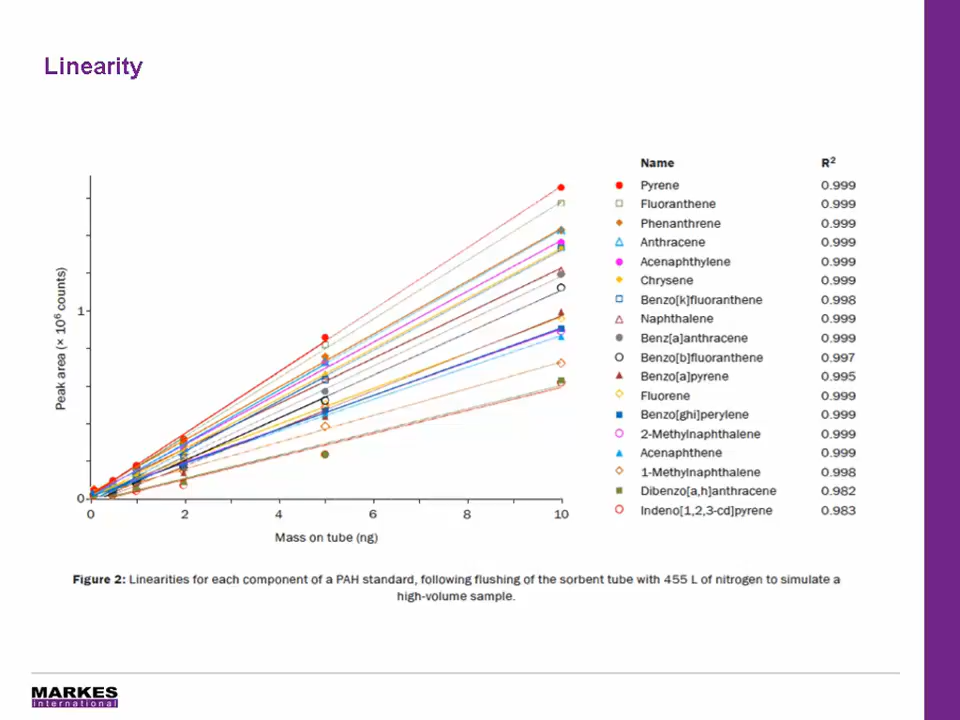 Linearity
Name R²
Pyrene 0.999
Fluoranthene 0.999
Phenanthrene 0.999
Anthracene 0.999
Acenaphthylene 0.999
Chrysene 0.999
Benzo[k]fluoranthene 0.998
Naphthalene 0.999
Benz[a]anthracene 0.999
Benzo[b]fluoranthene 0.997
Benzo[a]pyrene 0.995
Fluorene 0.999
Benzo[ghi]perylene 0.999
2-Methylnaphthalene 0.999
Acenaphthene 0.999
1-Methylnaphthalene 0.998
Dibenzo[a,h]anthracene 0.982
Indeno[1,2,3-cd]pyrene 0.983
Peak area (× 10⁶ counts)
1
0
0 2 4 6 8 10
Mass on tube (ng)
Figure 2: Linearities for each component of a PAH standard, following flushing of the sorbent tube with 455 L of nitrogen to simulate a
high-volume sample.
MARKES
international